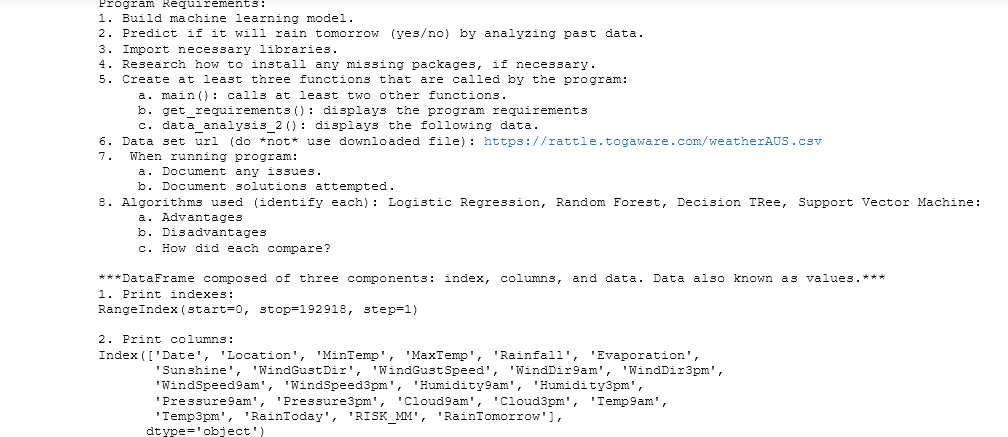 Program Requirements:
1. Build machine learning model.
2. Predict if it will rain tomorrow (yes/no) by analyzing past data.
3. Import necessary libraries.
4. Research how to install any missing packages, if necessary.
5. Create at least three functions that are called by the program:
a. main(): calls at least two other functions.
b. get_requirements(): displays the program requirements
c. data_analysis_2(): displays the following data.
6. Data set url (do *not* use downloaded file): https://rattle.togaware.com/weatherAUS.csv
7.  When running program:
a. Document any issues.
b. Document solutions attempted.
8. Algorithms used (identify each): Logistic Regression, Random Forest, Decision TRee, Support Vector Machine:
a. Advantages
b. Disadvantages
c. How did each compare?
***DataFrame composed of three components: index, columns, and data. Data also known as values.***
1. Print indexes:
RangeIndex(start=0, stop=192918, step=1)
2. Print columns:
Index(['Date', 'Location', 'MinTemp', 'MaxTemp', 'Rainfall', 'Evaporation',
'Sunshine', 'WindGustDir', 'WindGustSpeed', 'WindDir9am', 'WindDir3pm',
'WindSpeed9am', 'WindSpeed3pm', 'Humidity9am', 'Humidity3pm',
'Pressure9am', 'Pressure3pm', 'Cloud9am', 'Cloud3pm', 'Temp9am',
'Temp3pm', 'RainToday', 'RISK_MM', 'RainTomorrow'],
dtype='object')